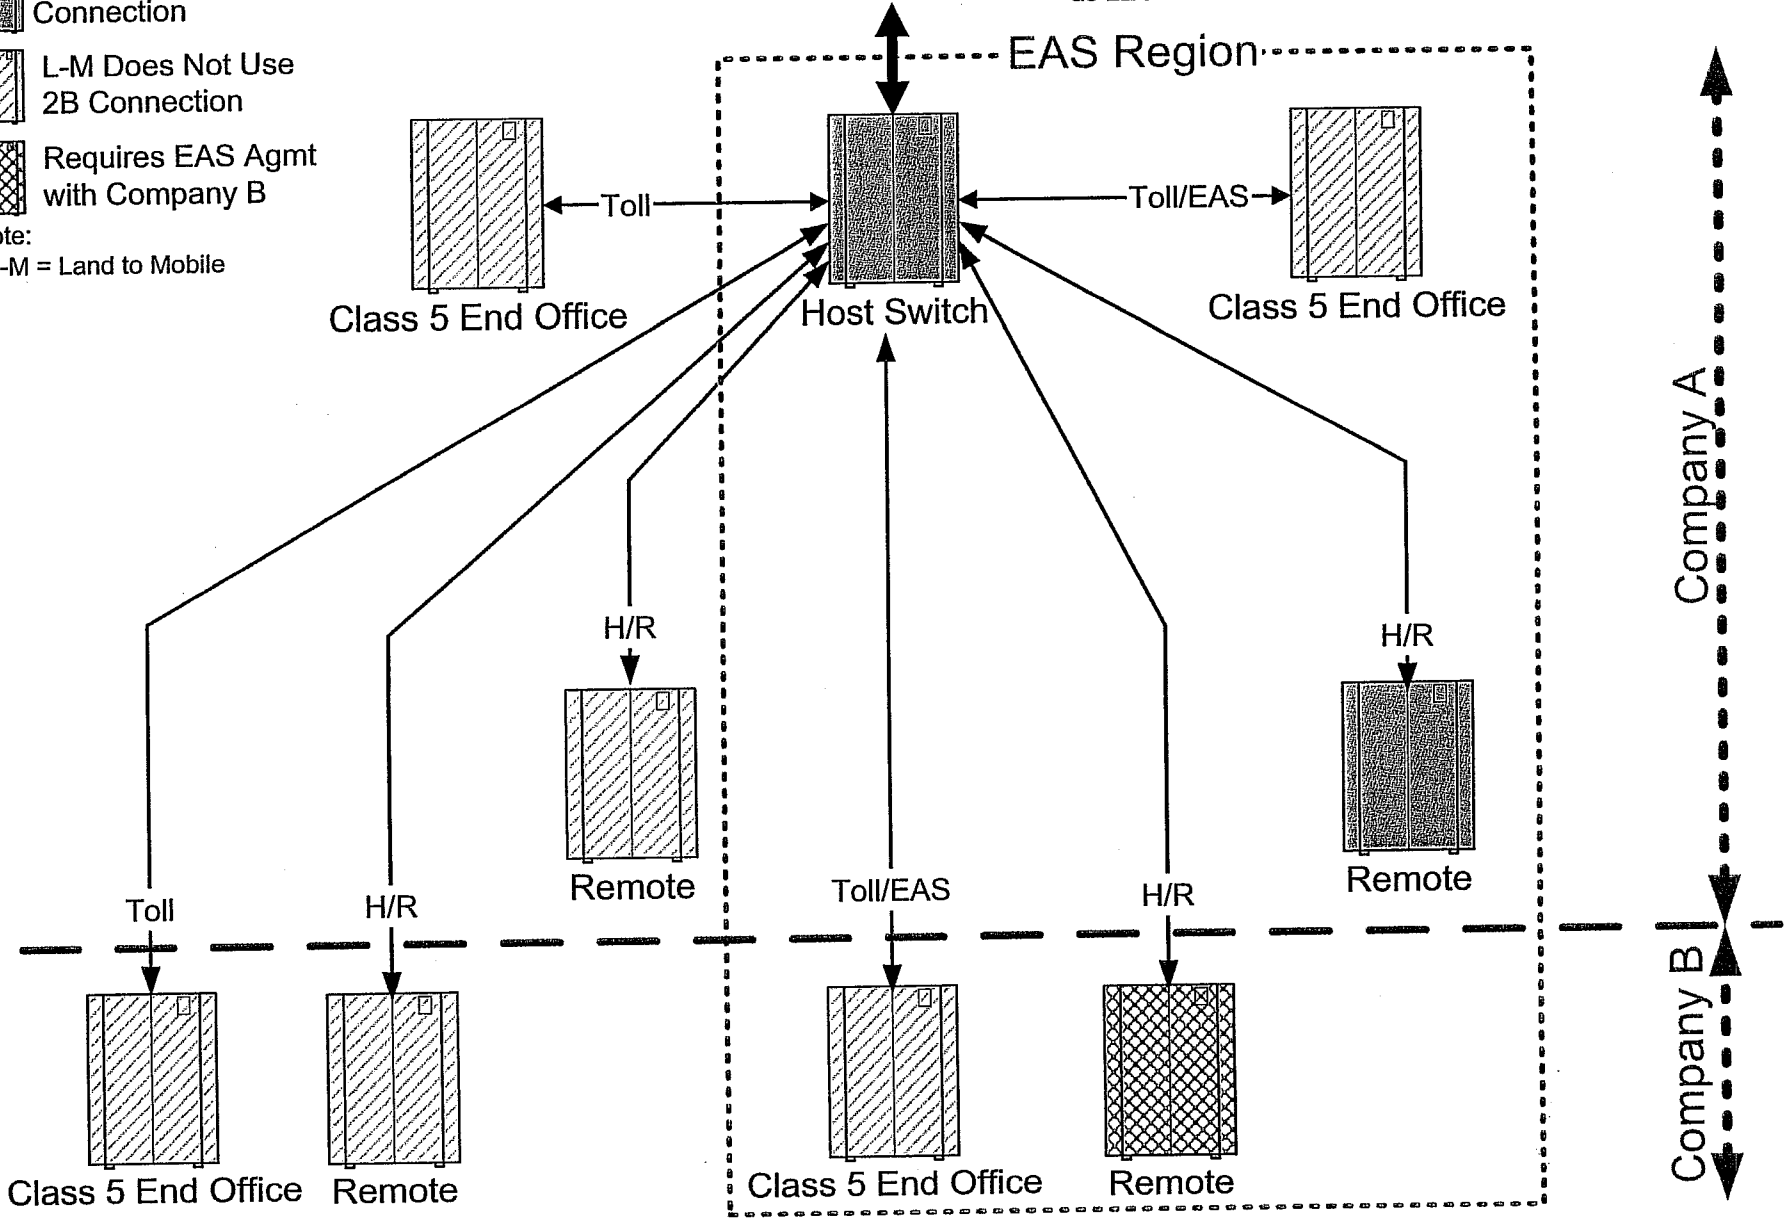 Connection
L-M Does Not Use
2B Connection
Requires EAS Agmt
with Company B
-M = Land to Mobile
EAS Region
Toll
Toll/EAS
Class 5 End Office
Host Switch
Class 5 End Office
Company A
H/R
H/R
Remote
Remote
Toll
H/R
Toll/EAS
H/R
Company B
Class 5 End Office
Remote
Class 5 End Office
Remote